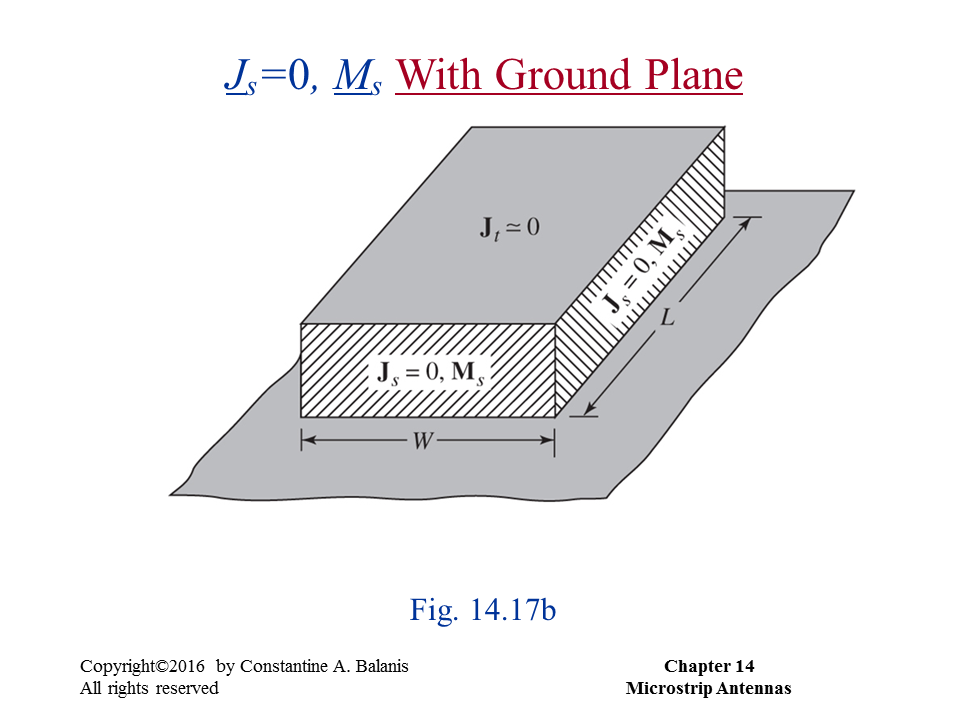 Js=0, Ms With Ground Plane
Jt ≃ 0
Js = 0, Ms
L
Js = 0, Ms
W
Fig. 14.17b
Copyright©2016 by Constantine A. Balanis
All rights reserved
Chapter 14
Microstrip Antennas